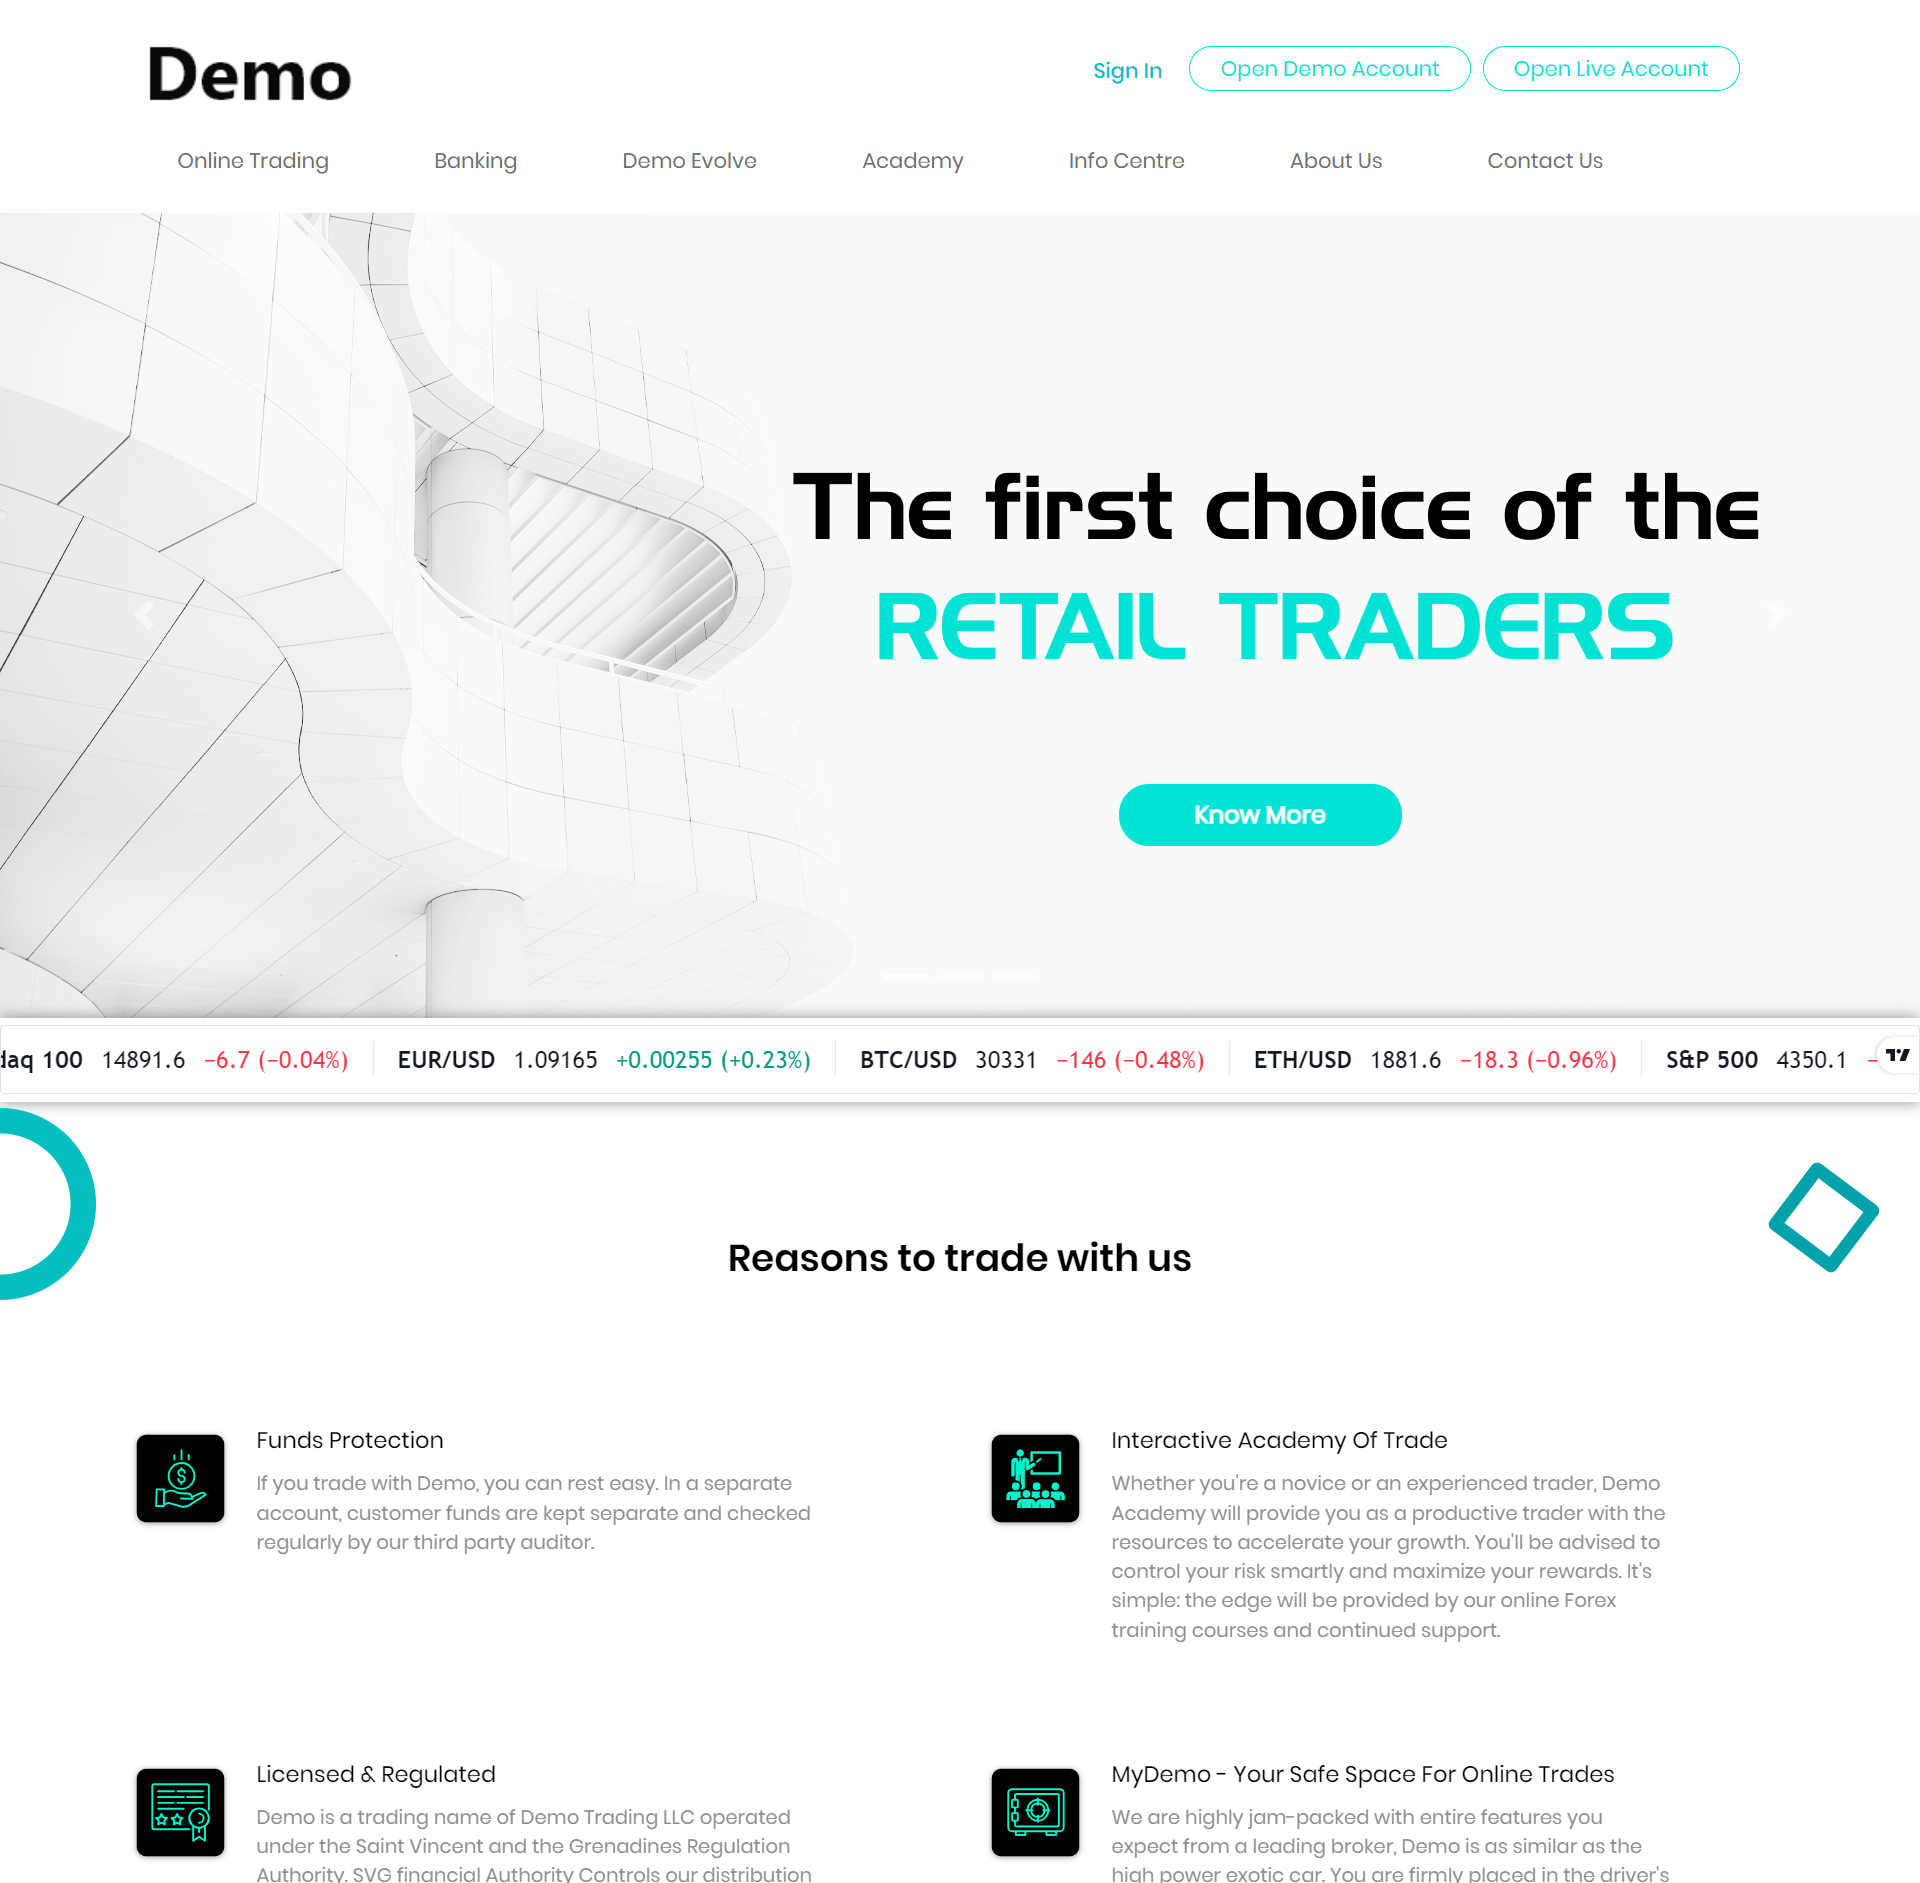 Demo
Sign In
Open Demo Account
Open Live Account
Online Trading
Banking
Demo Evolve
Academy
Info Centre
About Us
Contact Us
The first choice of the
RETAIL TRADERS
Know More
daq 100 14891.6 −6.7 (−0.04%) EUR/USD 1.09165 +0.00255 (+0.23%) BTC/USD 30331 −146 (−0.48%) ETH/USD 1881.6 −18.3 (−0.96%) S&P 500 4350.1 −
Reasons to trade with us
Funds Protection
If you trade with Demo, you can rest easy. In a separate
account, customer funds are kept separate and checked
regularly by our third party auditor.
Interactive Academy Of Trade
Whether you're a novice or an experienced trader, Demo
Academy will provide you as a productive trader with the
resources to accelerate your growth. You'll be advised to
control your risk smartly and maximize your rewards. It's
simple: the edge will be provided by our online Forex
training courses and continued support.
Licensed & Regulated
Demo is a trading name of Demo Trading LLC operated
under the Saint Vincent and the Grenadines Regulation
Authority. SVG financial Authority Controls our distribution
MyDemo - Your Safe Space For Online Trades
We are highly jam-packed with entire features you
expect from a leading broker, Demo is as similar as the
high power exotic car. You are firmly placed in the driver's